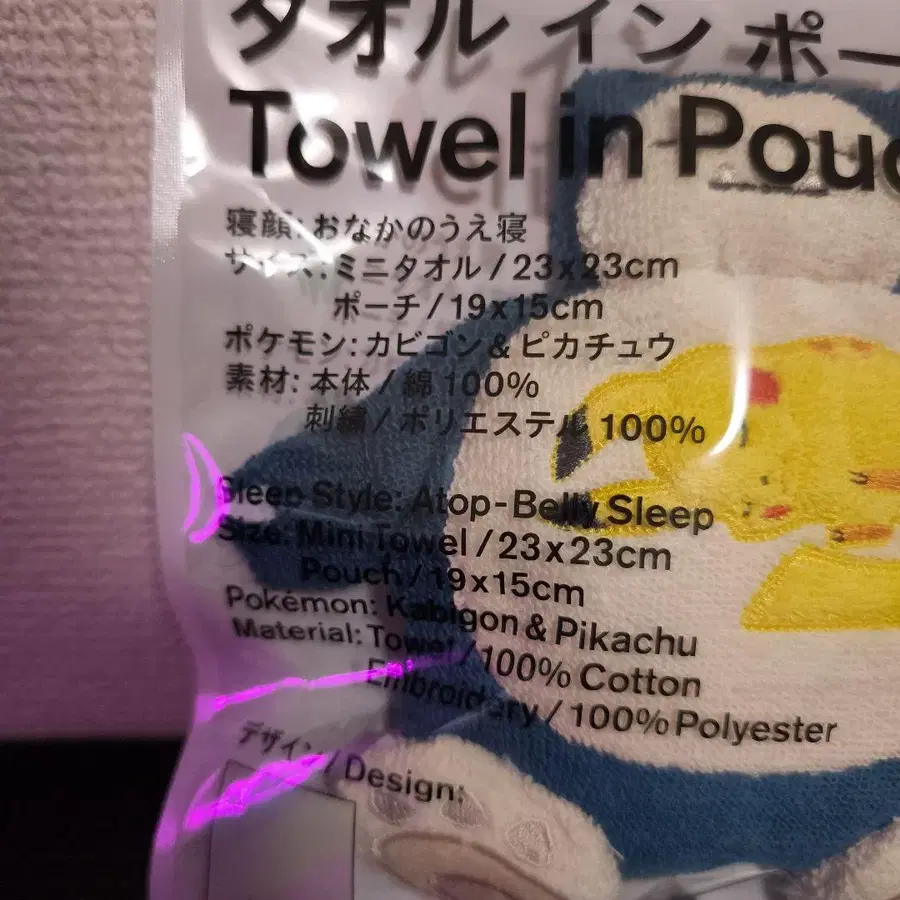 タオル イン ポー
Towel in Pouc
寝顔: おなかのうえ寝
サイズ: ミニタオル / 23x23cm
ポーチ / 19x15cm
ポケモン: カビゴン & ピカチュウ
素材: 本体 / 綿 100%
刺繍 / ポリエステル 100%
Sleep Style: Atop-Belly Sleep
Size: Mini Towel / 23x23cm
Pouch / 19x15cm
Pokémon: Kabigon & Pikachu
Material: Towel / 100% Cotton
Embroidery / 100% Polyester
デザイン / Design: